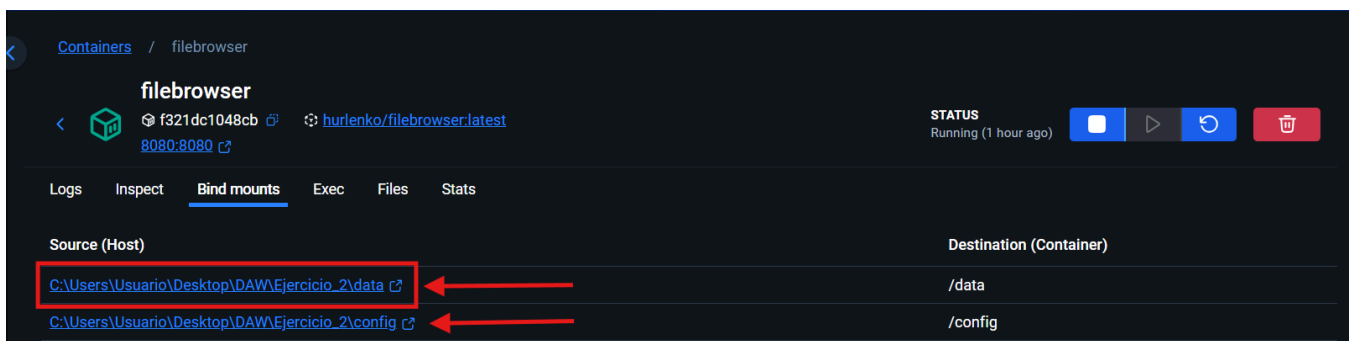 Containers / filebrowser
filebrowser
f321dc1048cb hurlenko/filebrowser:latest
8080:8080
STATUS
Running (1 hour ago)
Logs Inspect Bind mounts Exec Files Stats
Source (Host) Destination (Container)
C:\Users\Usuario\Desktop\DAW\Ejercicio_2\data /data
C:\Users\Usuario\Desktop\DAW\Ejercicio_2\config /config